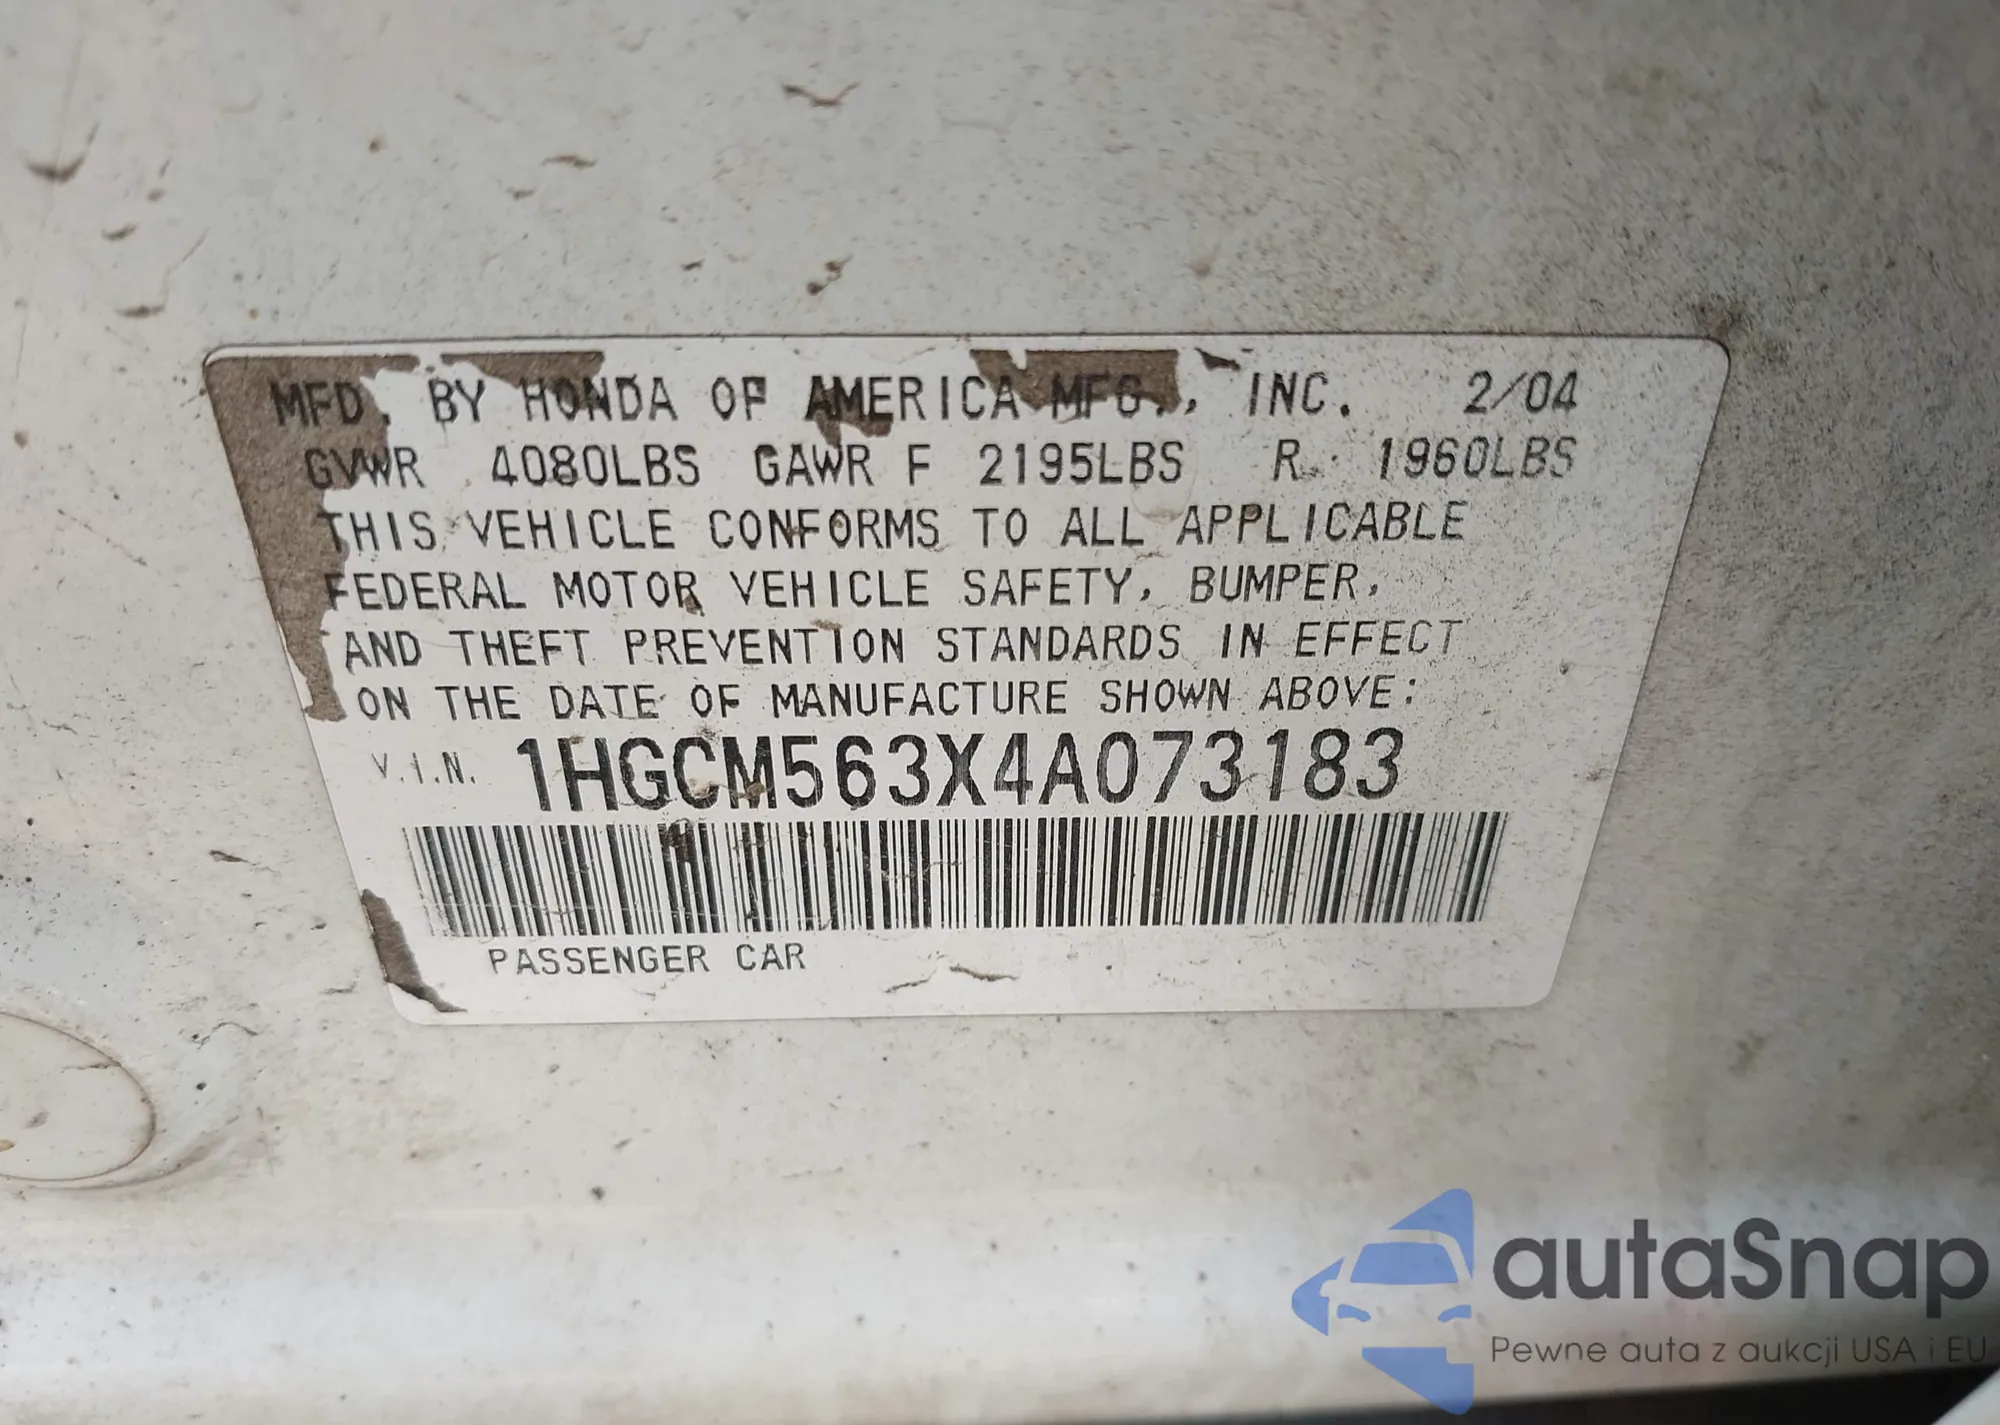 MFD. BY HONDA OF AMERICA MFG., INC. 2/04
GVWR 4080LBS GAWR F 2195LBS R. 1960LBS
THIS VEHICLE CONFORMS TO ALL APPLICABLE
FEDERAL MOTOR VEHICLE SAFETY, BUMPER,
AND THEFT PREVENTION STANDARDS IN EFFECT
ON THE DATE OF MANUFACTURE SHOWN ABOVE:
V.I.N. 1HGCM563X4A073183
PASSENGER CAR
autaSnap
Pewne auta z aukcji USA i EU